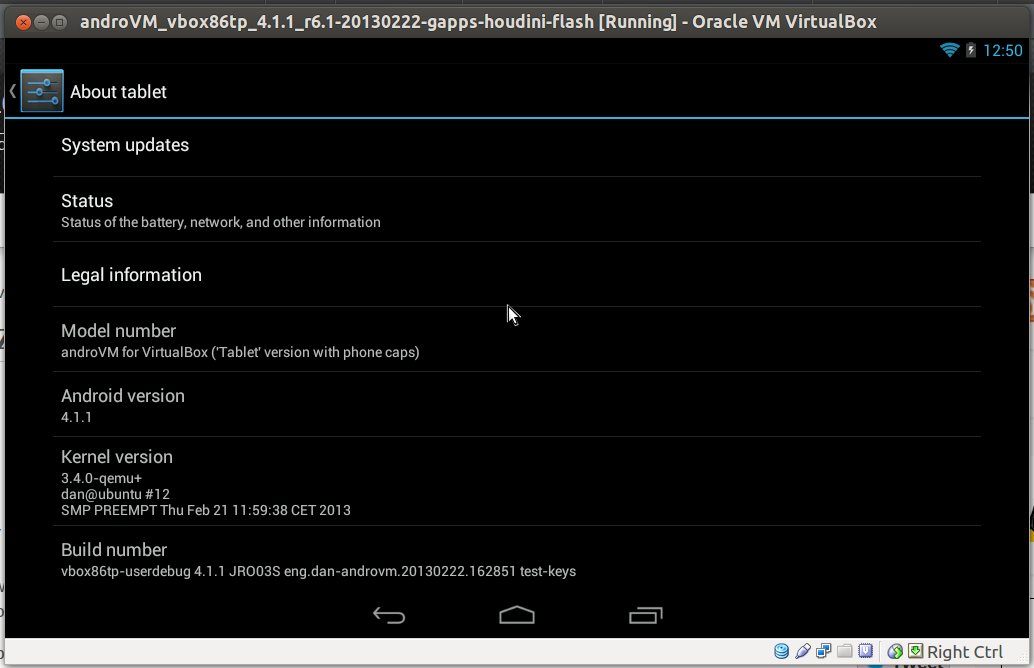 androVM_vbox86tp_4.1.1_r6.1-20130222-gapps-houdini-flash [Running] - Oracle VM VirtualBox
12:50
About tablet
System updates
Status
Status of the battery, network, and other information
Legal information
Model number
androVM for VirtualBox ('Tablet' version with phone caps)
Android version
4.1.1
Kernel version
3.4.0-qemu+
dan@ubuntu #12
SMP PREEMPT Thu Feb 21 11:59:38 CET 2013
Build number
vbox86tp-userdebug 4.1.1 JRO03S eng.dan-androvm.20130222.162851 test-keys
Right Ctrl